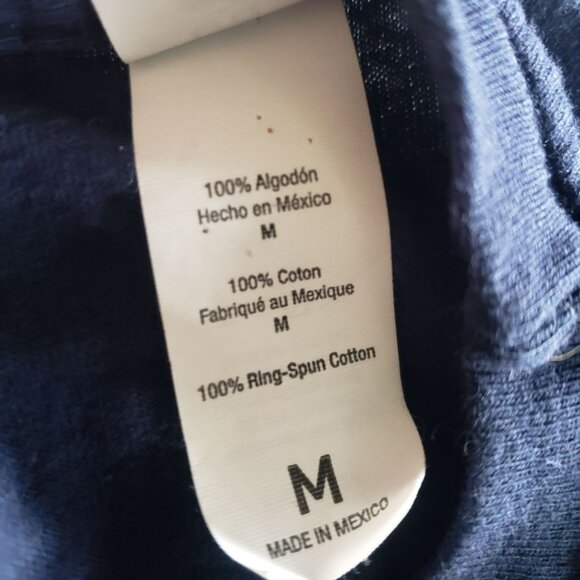 100% Algodón
Hecho en México
M
100% Coton
Fabriqué au Mexique
M
100% Ring-Spun Cotton
M
MADE IN MEXICO